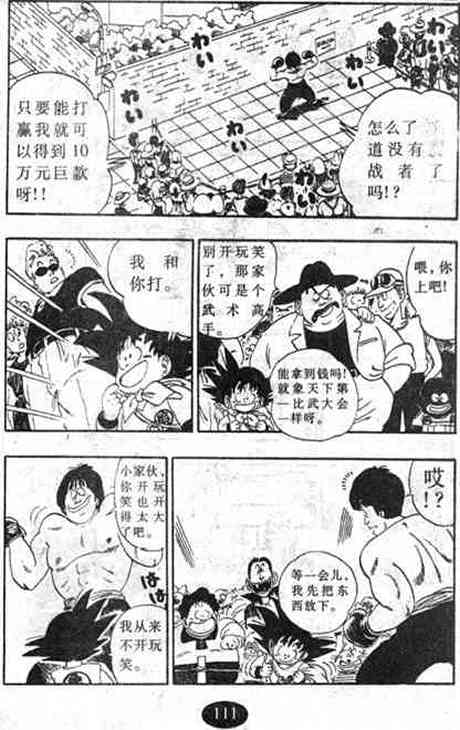 怎么了
道没有
战者了
吗!?
只要能打
赢我就可
以得到10
万元巨款
呀!!
わい
わい
わい
わい
わい
わい
喂,你
上吧!
别开玩笑
了,那家
伙可是个
武术高
手。
能拿到钱吗!
就象天下第
一比武大会
一样呀。
我和
你打。
哎!?
等一会儿,
我先把东
西放下。
小家伙,
你开玩
笑也开
得太大
了吧。
はは
我从来
不开玩
笑。
111